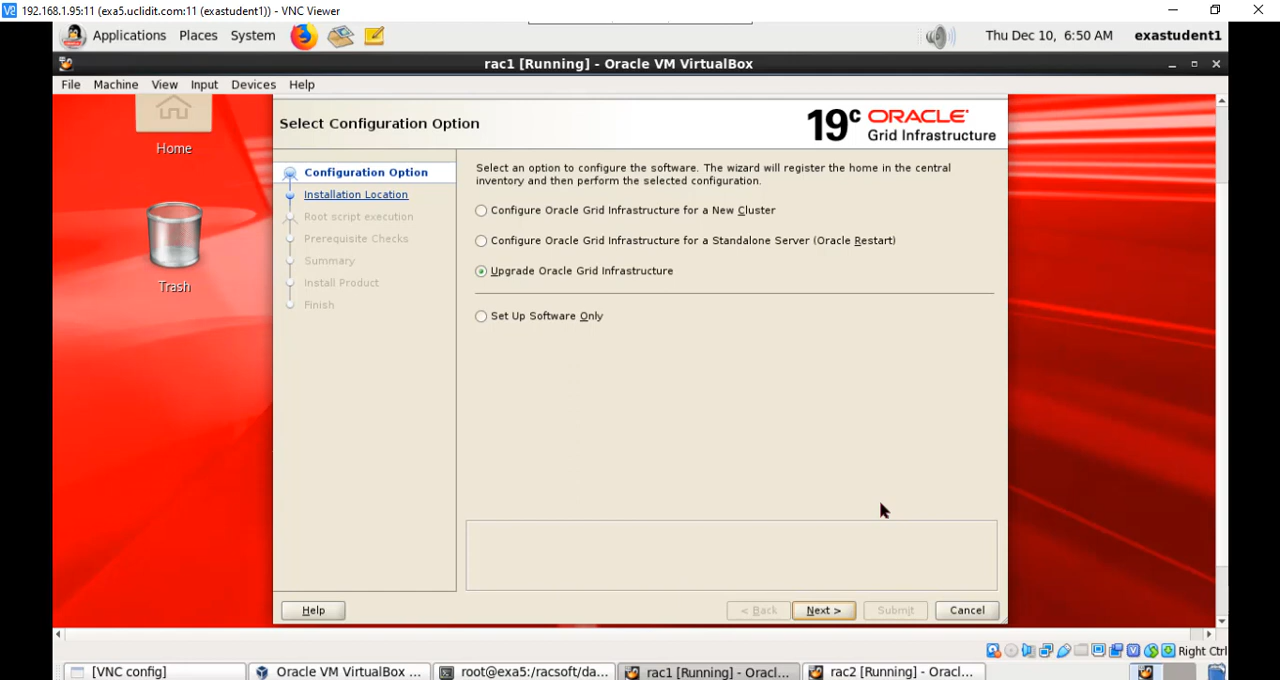 192.168.1.95:11 (exa5.uclidit.com:11 (exastudent1)) - VNC Viewer
Applications Places System Thu Dec 10, 6:50 AM exastudent1
rac1 [Running] - Oracle VM VirtualBox
File Machine View Input Devices Help
Home
Trash
Select Configuration Option
19c ORACLE
Grid Infrastructure
Configuration Option
Installation Location
Root script execution
Prerequisite Checks
Summary
Install Product
Finish
Select an option to configure the software. The wizard will register the home in the central
inventory and then perform the selected configuration.
Configure Oracle Grid Infrastructure for a New Cluster
Configure Oracle Grid Infrastructure for a Standalone Server (Oracle Restart)
Upgrade Oracle Grid Infrastructure
Set Up Software Only
Help < Back Next > Submit Cancel
Right Ctrl
[VNC config] Oracle VM VirtualBox ... root@exa5:/racsoft/da... rac1 [Running] - Oracl... rac2 [Running] - Oracl...